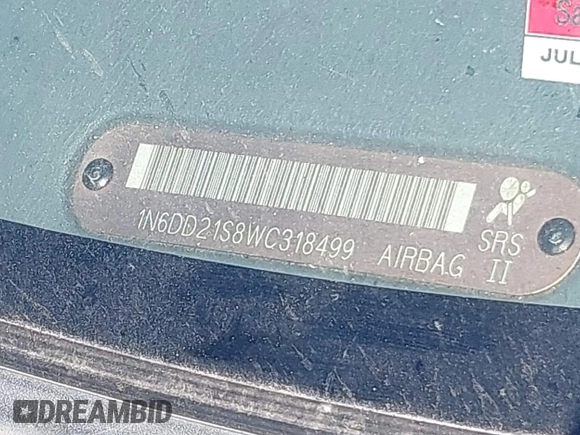 JUL
1N6DD21S8WC318499 AIRBAG SRS II
DREAMBID